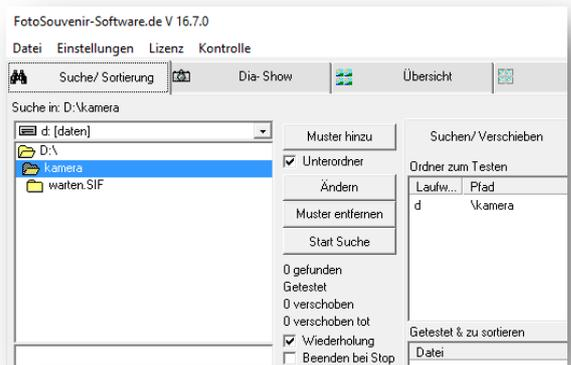 FotoSouvenir-Software.de V 16.7.0
Datei Einstellungen Lizenz Kontrolle
Suche/ Sortierung Dia- Show Übersicht
Suche in: D:\kamera
d: [daten]
D:\
kamera
warten.SIF
Muster hinzu
Unterordner
Ändern
Muster entfernen
Start Suche
0 gefunden
Getestet
0 verschoben
0 verschoben tot
Wiederholung
Beenden bei Stop
Suchen/ Verschieben
Ordner zum Testen
Laufw... Pfad
d \kamera
Getestet & zu sortieren
Datei